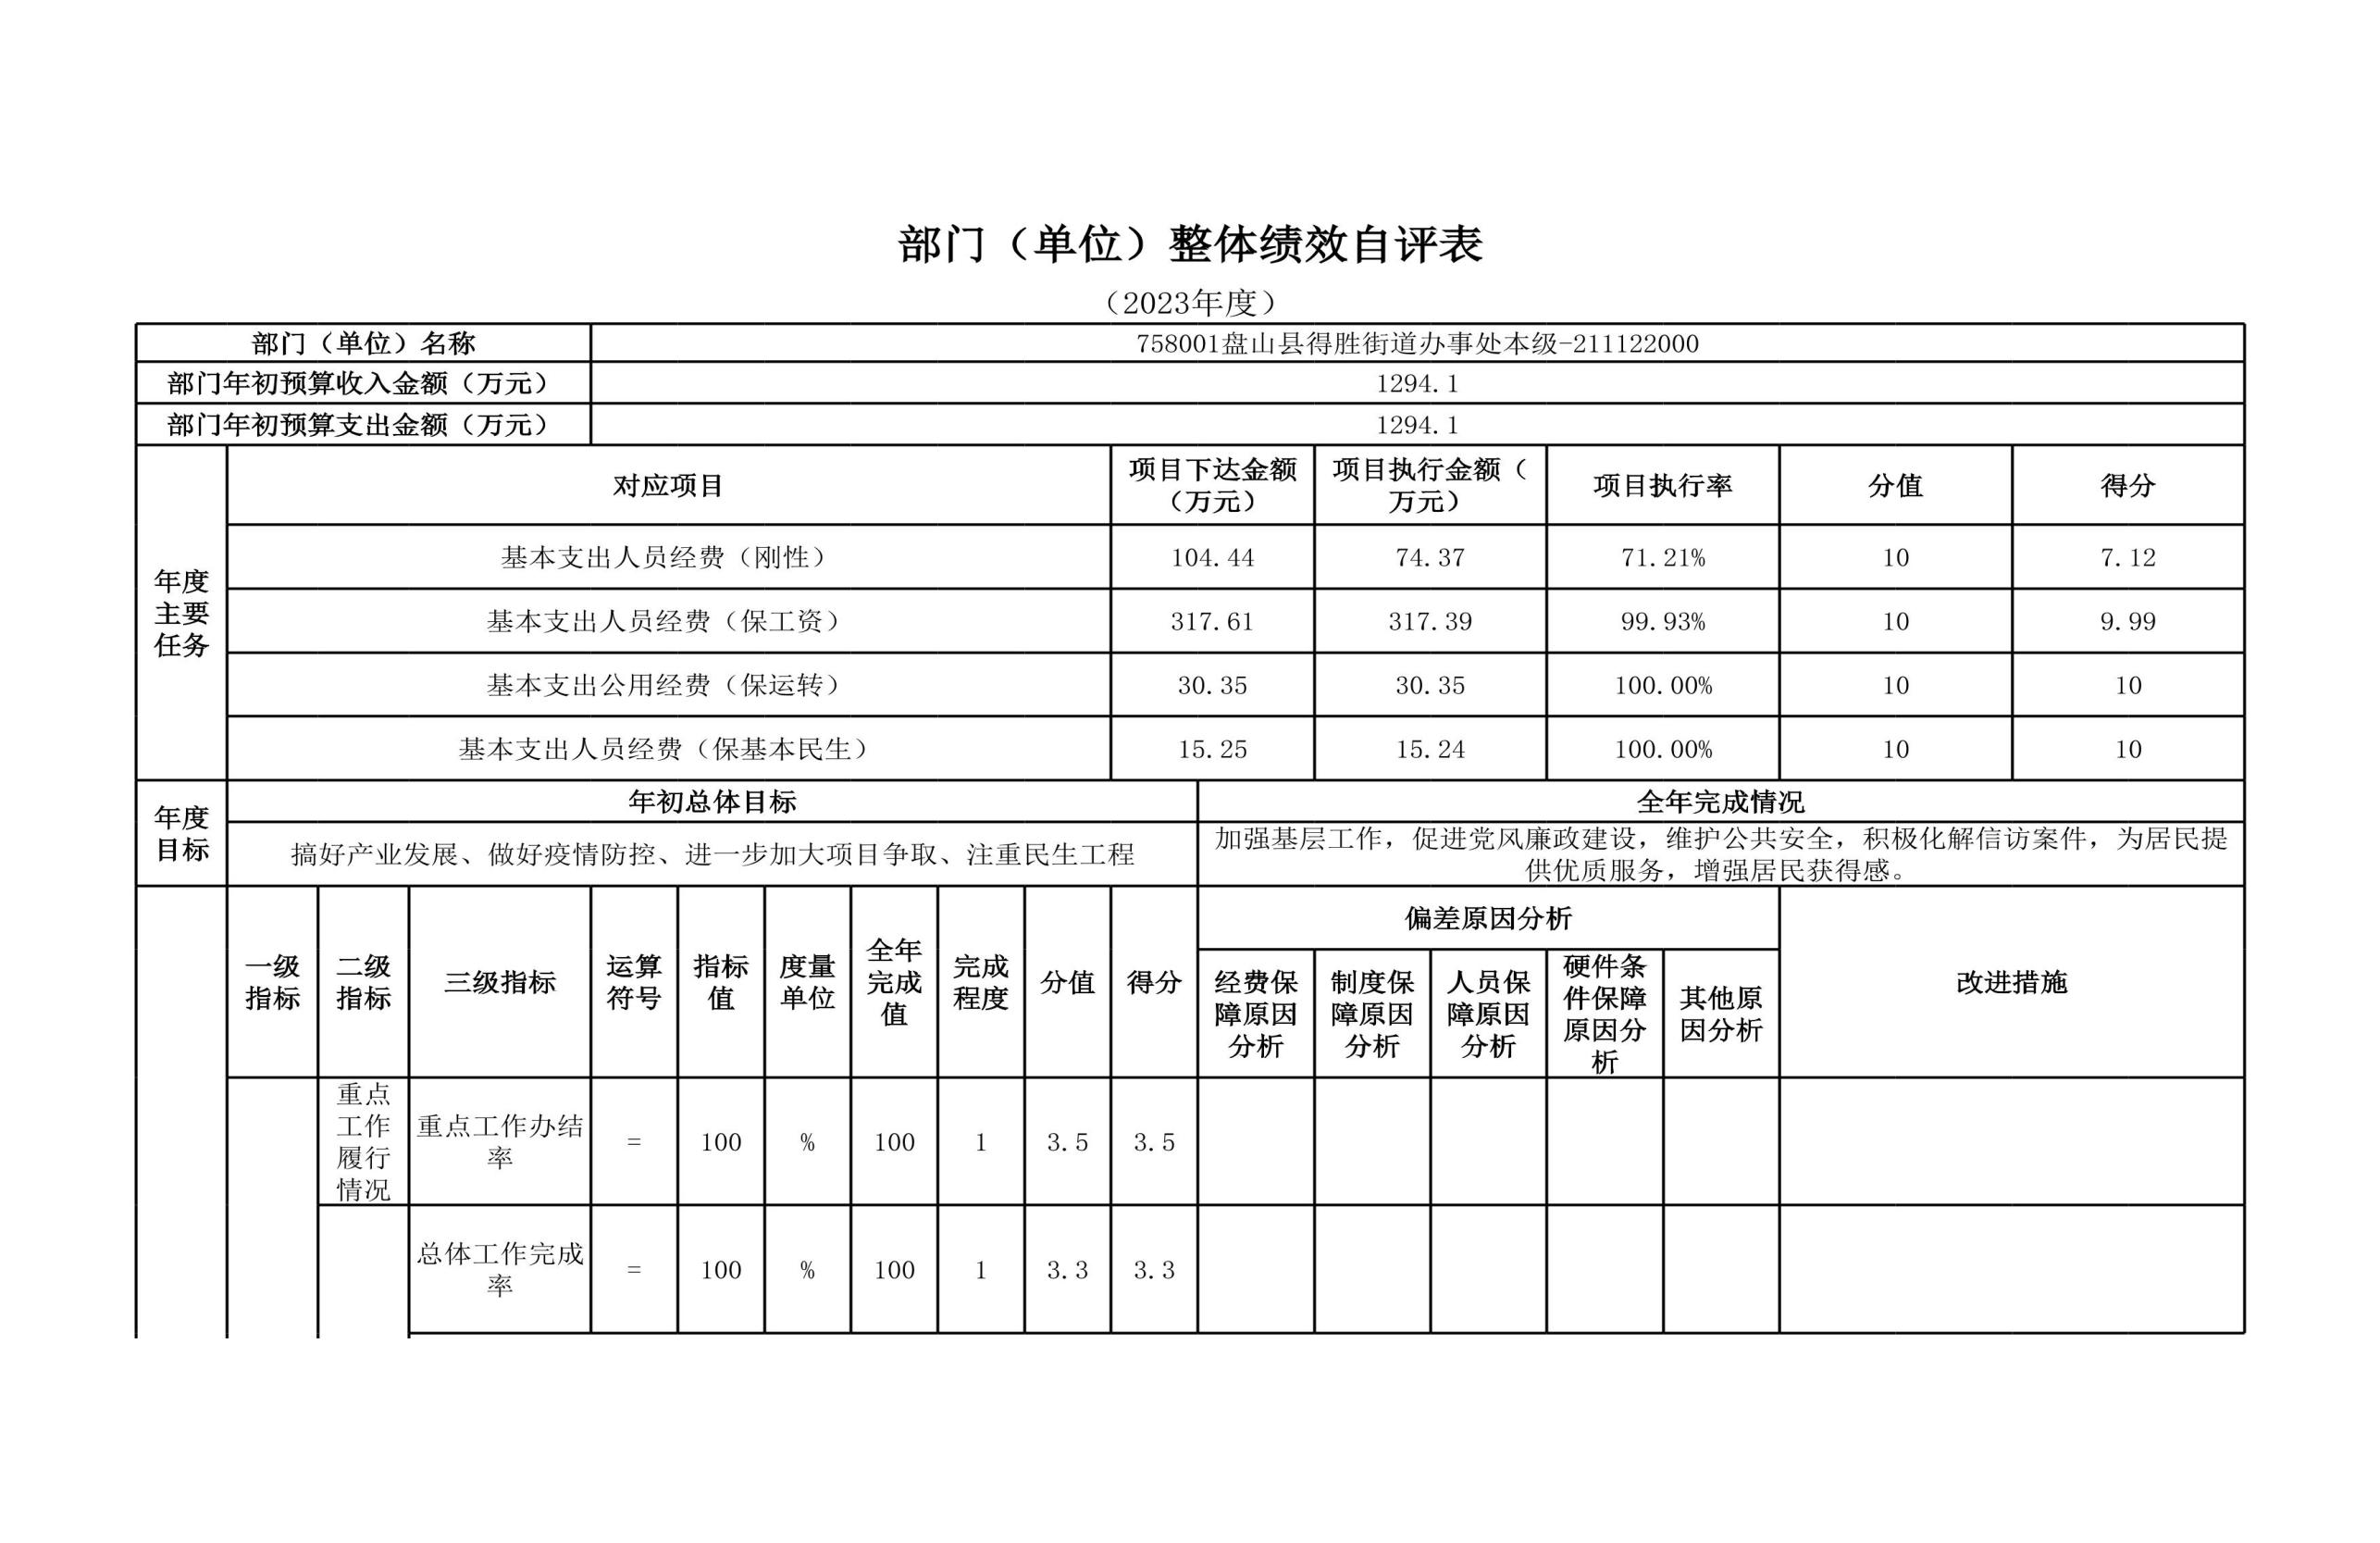 部门（单位）整体绩效自评表
（2023年度）
部门（单位）名称 758001盘山县得胜街道办事处本级-211122000
部门年初预算收入金额（万元） 1294.1
部门年初预算支出金额（万元） 1294.1
年度
主要
任务
对应项目
项目下达金额
（万元）
项目执行金额（
万元）
项目执行率
分值
得分
基本支出人员经费（刚性） 104.44 74.37 71.21% 10 7.12
基本支出人员经费（保工资） 317.61 317.39 99.93% 10 9.99
基本支出公用经费（保运转） 30.35 30.35 100.00% 10 10
基本支出人员经费（保基本民生） 15.25 15.24 100.00% 10 10
年度
目标
年初总体目标
全年完成情况
搞好产业发展、做好疫情防控、进一步加大项目争取、注重民生工程
加强基层工作，促进党风廉政建设，维护公共安全，积极化解信访案件，为居民提
供优质服务，增强居民获得感。
一级
指标
二级
指标
三级指标
运算
符号
指标
值
度量
单位
全年
完成
值
完成
程度
分值
得分
偏差原因分析
经费保
障原因
分析
制度保
障原因
分析
人员保
障原因
分析
硬件条
件保障
原因分
析
其他原
因分析
改进措施
重点
工作
履行
情况
重点工作办结
率
= 100 % 100 1 3.5 3.5
总体工作完成
率
= 100 % 100 1 3.3 3.3